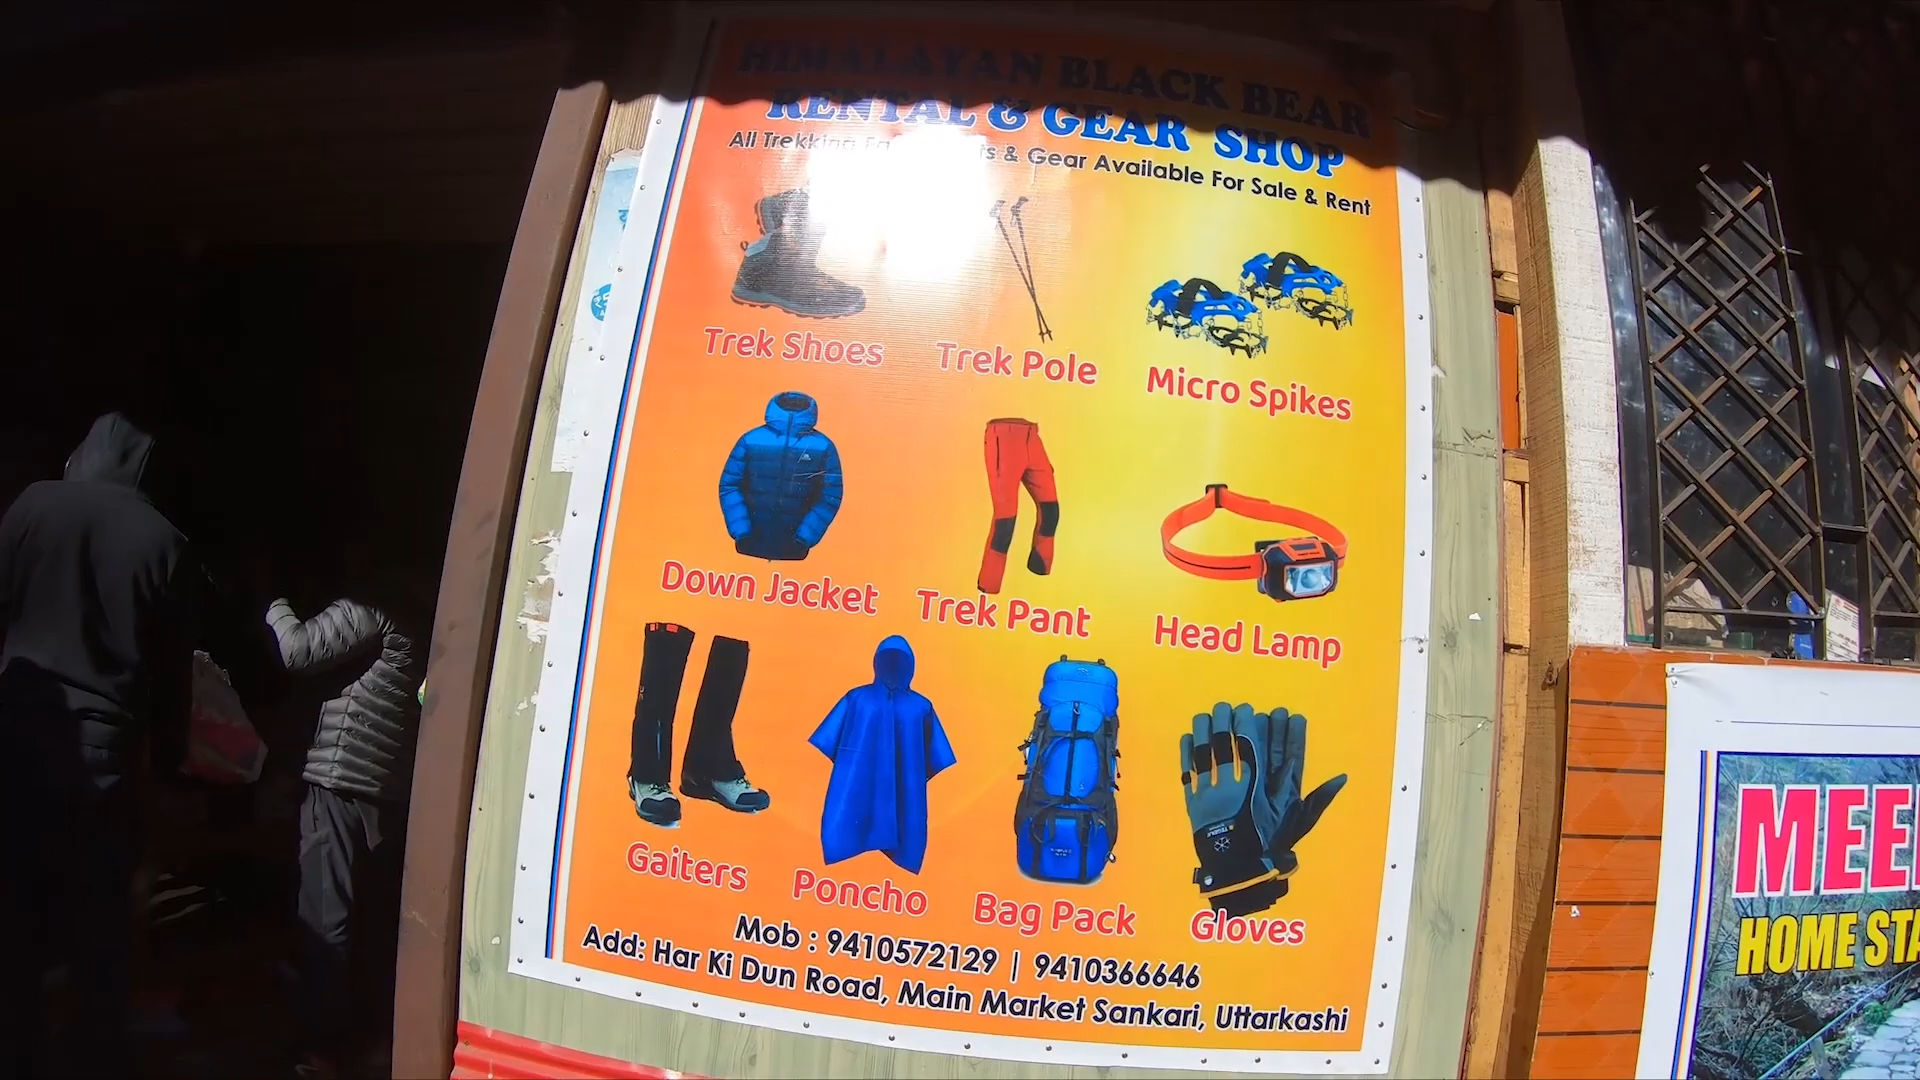 HIMALAYAN BLACK BEAR
RENTAL & GEAR SHOP
All Trekking & Gear Available For Sale & Rent
Trek Shoes
Trek Pole
Micro Spikes
Down Jacket
Trek Pant
Head Lamp
Gaiters
Poncho
Bag Pack
Gloves
Mob : 9410572129 | 9410366646
Add: Har Ki Dun Road, Main Market Sankari, Uttarkashi
HOME